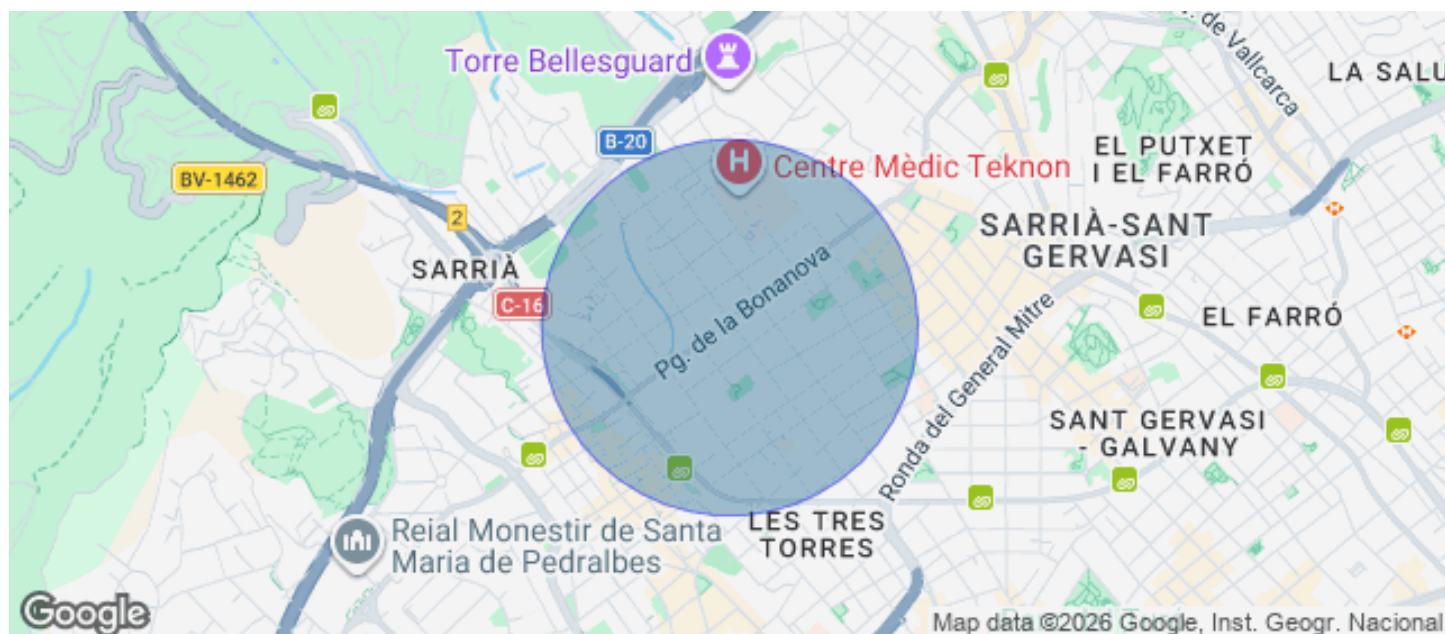 Torre Bellesguard
de Vallcarca
LA SALU
B-20
EL PUTXET
I EL FARRÓ
Centre Mèdic Teknon
BV-1462
2
SARRIÀ-SANT
GERVASI
SARRIÀ
C-16
Pg. de la Bonanova
EL FARRÓ
Ronda del General Mitre
SANT GERVASI
- GALVANY
LES TRES
TORRES
Reial Monestir de Santa
Maria de Pedralbes
Google
Map data ©2026 Google, Inst. Geogr. Nacional